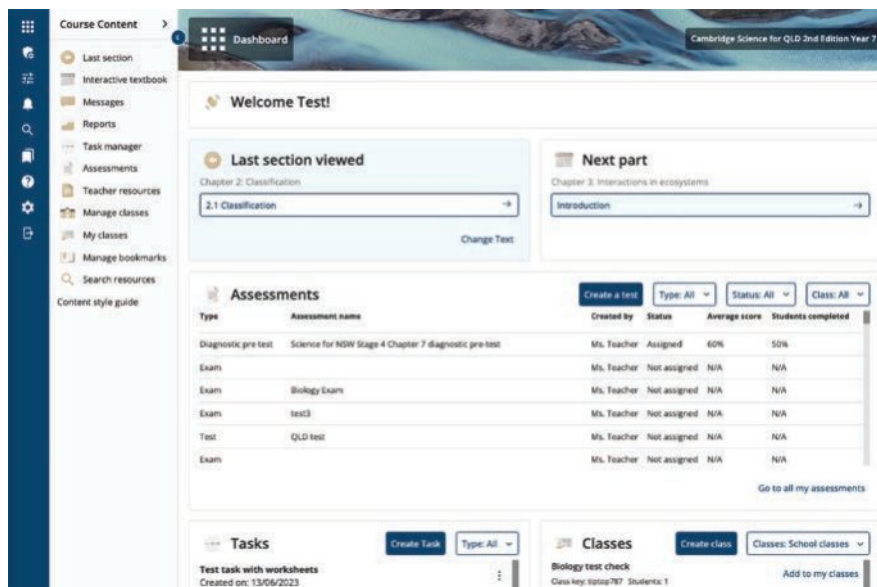 Course Content >
Last section
Interactive textbook
Messages
Reports
Task manager
Assessments
Teacher resources
Manage classes
My classes
Manage bookmarks
Search resources
Content style guide
Dashboard
Cambridge Science for QLD 2nd Edition Year 7
Welcome Test!
Last section viewed
Chapter 2: Classification
2.1 Classification →
Change Text
Next part
Chapter 3: Interactions in ecosystems
Introduction →
Assessments Create a test Type: All Status: All Class: All
Type Assessment name Created by Status Average score Students completed
Diagnostic pre test Science for NSW Stage 4 Chapter 7 diagnostic pre-test Ms. Teacher Assigned 60% 50%
Exam Ms. Teacher Not assigned N/A N/A
Exam Biology Exam Ms. Teacher Not assigned N/A N/A
Exam test3 Ms. Teacher Not assigned N/A N/A
Test QLD test Ms. Teacher Not assigned N/A N/A
Exam Ms. Teacher Not assigned N/A N/A
Go to all my assessments
Tasks Create Task Type: All
Test task with worksheets
Created on: 13/06/2023
Classes Create class Classes: School classes
Biology test check
Class key: tiptop787 Students: 1
Add to my classes